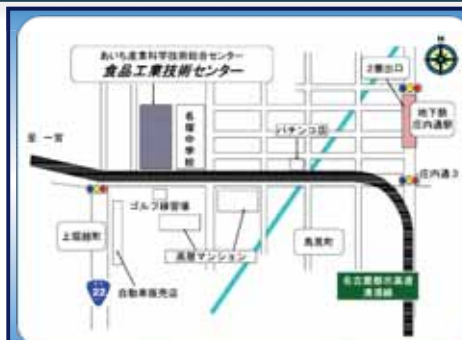 N
あいち産業科学技術総合センター
食品工業技術センター
2番出口
地下鉄
庄内通駅
名塚中学校
パチンコ店
至 一宮
庄内通3
ゴルフ練習場
上堀越町
高層マンション
鳥見町
22
自動車販売店
名古屋都市高速
清須線